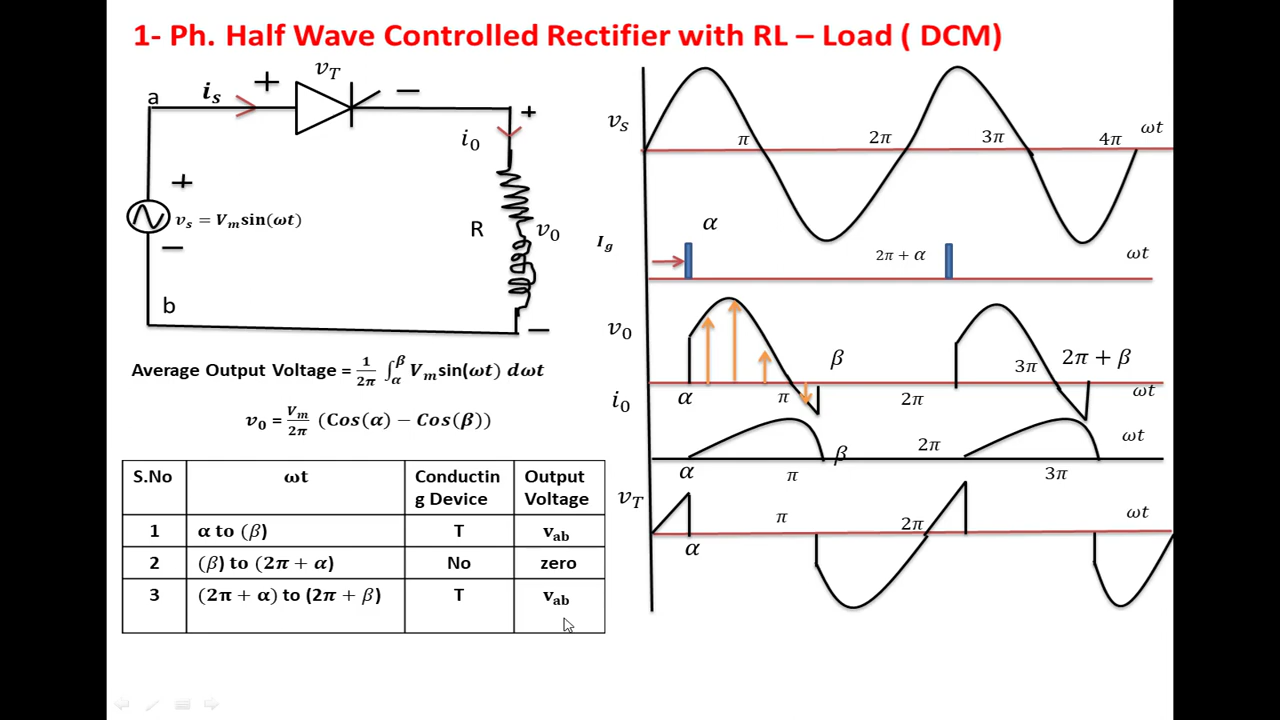 1- Ph. Half Wave Controlled Rectifier with RL – Load ( DCM)
v_T
a
i_s
+
−
+
i_0
+
v_s = V_m sin(ωt)
−
R
v_0
b
−
Average Output Voltage = 1/2π ∫_α^β V_m sin(ωt) dωt
v_0 = V_m/2π (Cos(α) − Cos(β))
S.No ωt Conductin Output
g Device Voltage
1 α to (β) T v_ab
2 (β) to (2π + α) No zero
3 (2π + α) to (2π + β) T v_ab
v_s
π 2π 3π 4π ωt
α
I_g
2π + α ωt
v_0
β 3π 2π + β
α π 2π ωt
i_0
β 2π ωt
α π 3π
v_T
π 2π ωt
α